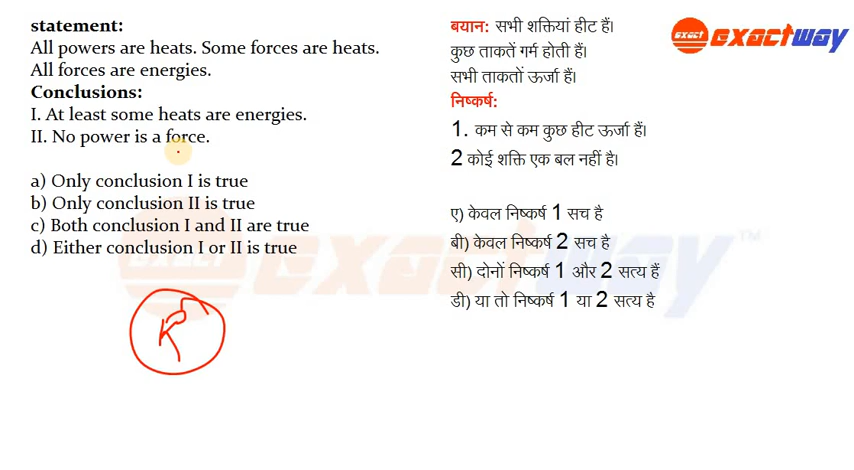 statement:
All powers are heats. Some forces are heats.
All forces are energies.
Conclusions:
I. At least some heats are energies.
II. No power is a force.
a) Only conclusion I is true
b) Only conclusion II is true
c) Both conclusion I and II are true
d) Either conclusion I or II is true
बयान: सभी शक्तियां हीट हैं।
कुछ ताकतें गर्म होती हैं।
सभी ताकतों ऊर्जा हैं।
निष्कर्ष:
1. कम से कम कुछ हीट ऊर्जा हैं।
2 कोई शक्ति एक बल नहीं है।
ए) केवल निष्कर्ष 1 सच है
बी) केवल निष्कर्ष 2 सच है
सी) दोनों निष्कर्ष 1 और 2 सत्य हैं
डी) या तो निष्कर्ष 1 या 2 सत्य है
EXACT
exactway
EXACT
exactway TM